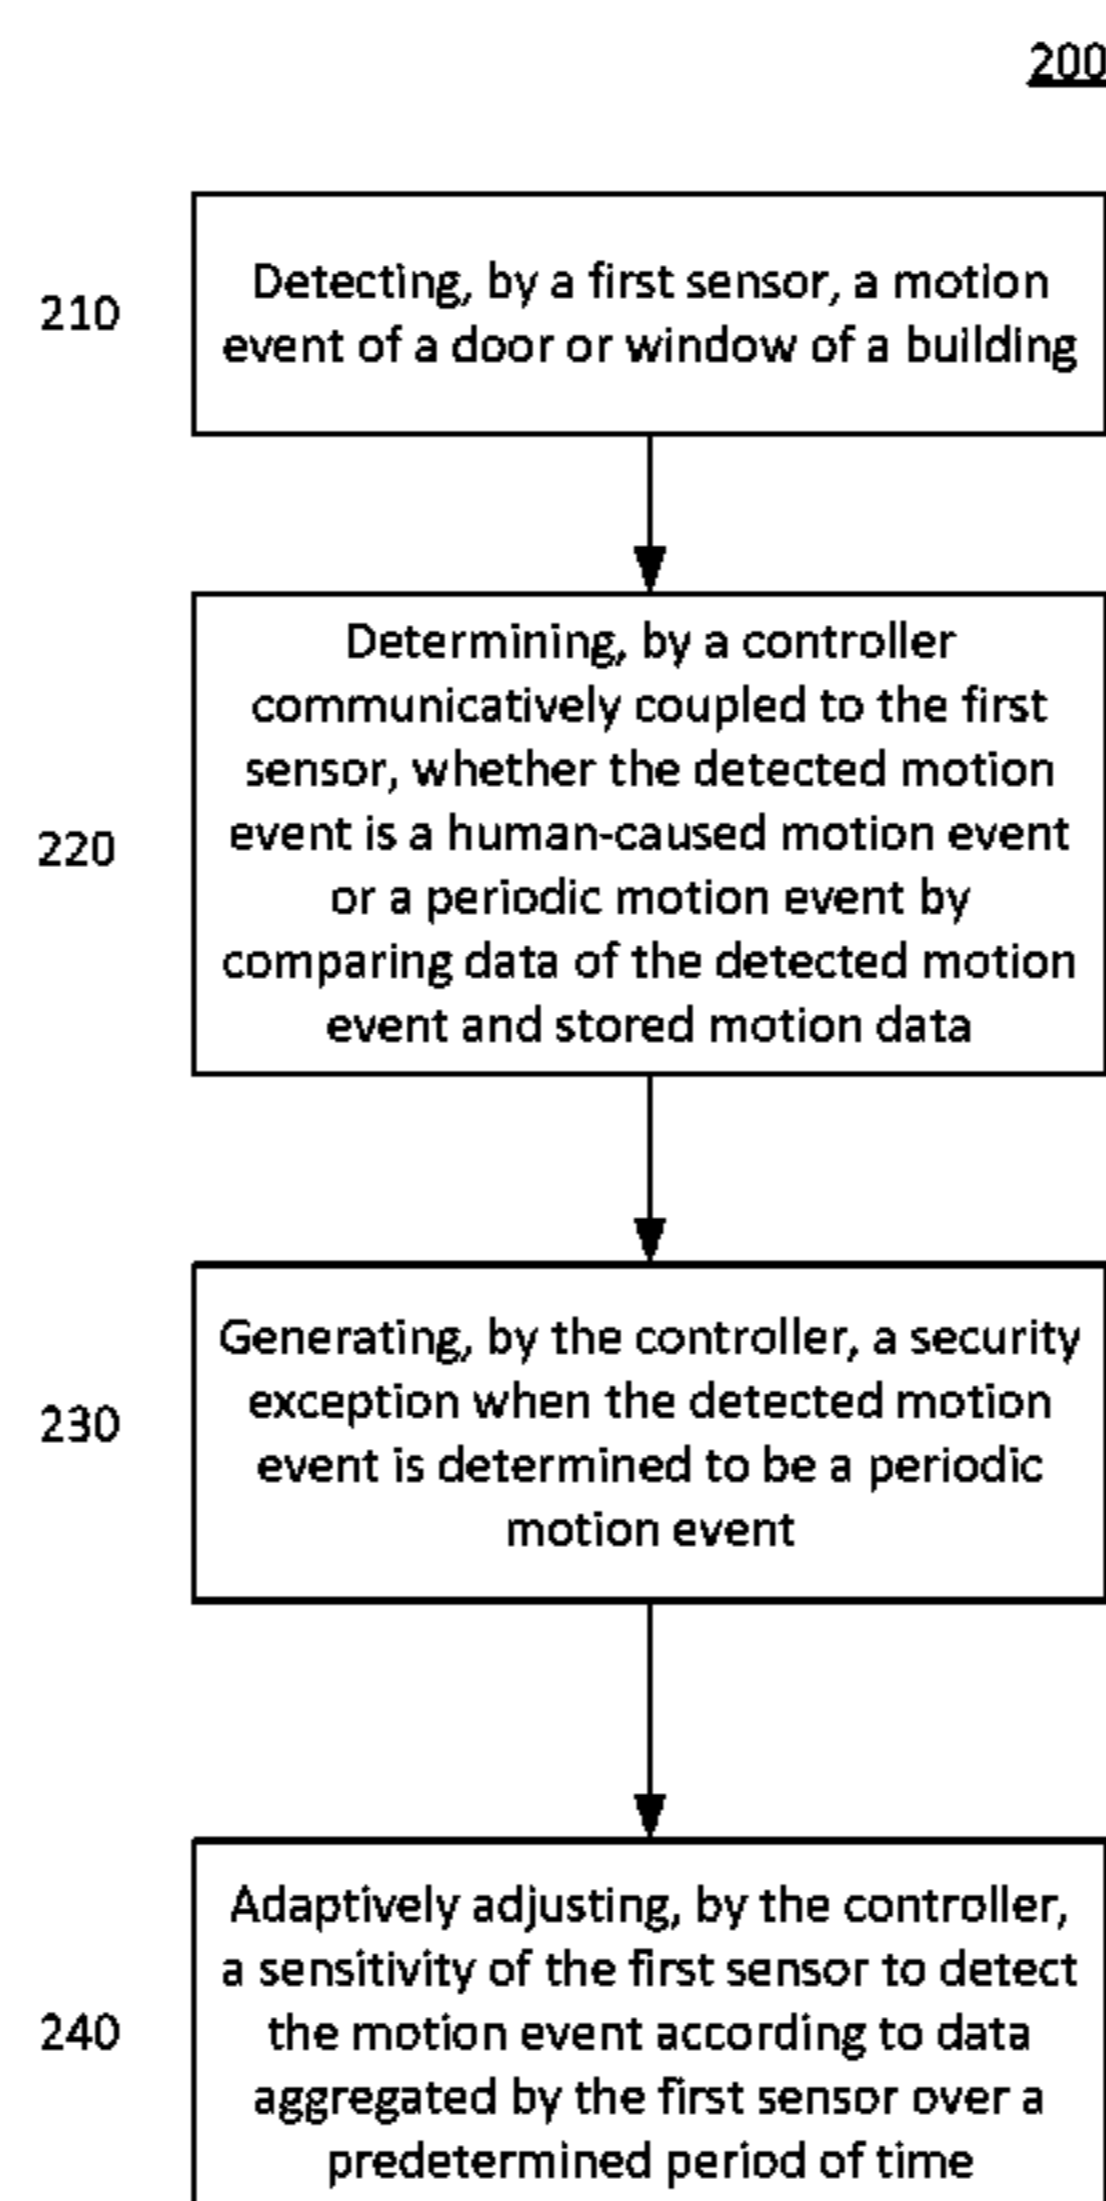 200
210
Detecting, by a first sensor, a motion
event of a door or window of a building
220
Determining, by a controller
communicatively coupled to the first
sensor, whether the detected motion
event is a human-caused motion event
or a periodic motion event by
comparing data of the detected motion
event and stored motion data
230
Generating, by the controller, a security
exception when the detected motion
event is determined to be a periodic
motion event
240
Adaptively adjusting, by the controller,
a sensitivity of the first sensor to detect
the motion event according to data
aggregated by the first sensor over a
predetermined period of time